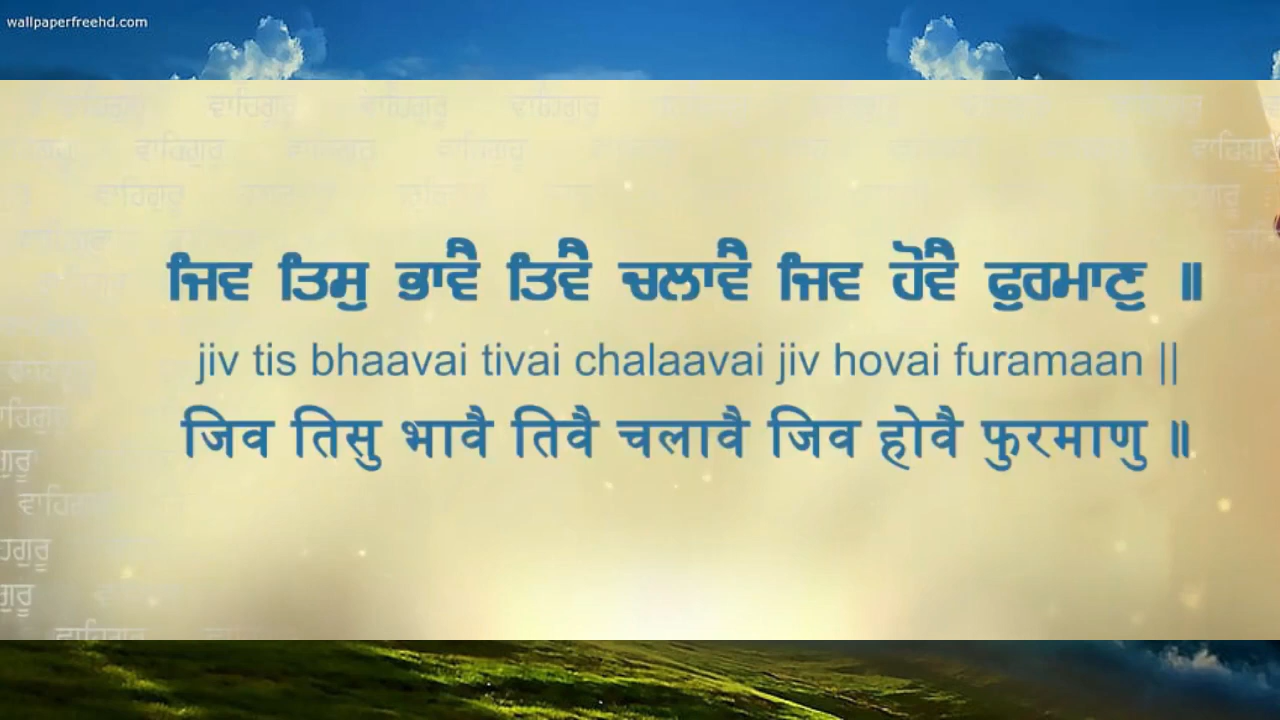 wallpaperfreehd.com
ਵਾਹਿਗੁਰੂ ਵਾਹਿਗੁਰੂ ਵਾਹਿਗੁਰੂ
ਵਾਹਿਗੁਰੂ
ਜਿਵ ਤਿਸੁ ਭਾਵੈ ਤਿਵੈ ਚਲਾਵੈ ਜਿਵ ਹੋਵੈ ਫੁਰਮਾਣੁ ॥
jiv tis bhaavai tivai chalaavai jiv hovai furamaan ||
जिव तिसु भावै तिवै चलावै जिव होवै फुरमाणु ॥